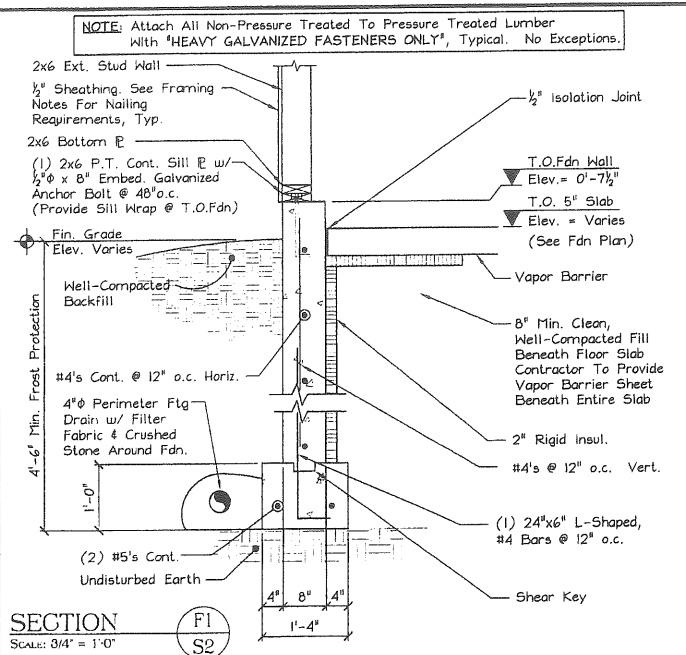 NOTE: Attach All Non-Pressure Treated To Pressure Treated Lumber
With "HEAVY GALVANIZED FASTENERS ONLY", Typical. No Exceptions.
2x6 Ext. Stud Wall
½" Sheathing. See Framing
Notes For Nailing
Requirements, Typ.
2x6 Bottom ℙL
(1) 2x6 P.T. Cont. Sill ℙL w/
½"ϕ x 8" Embed. Galvanized
Anchor Bolt @ 48"o.c.
(Provide Sill Wrap @ T.O.Fdn)
Fin. Grade
Elev. Varies
Well-Compacted
Backfill
#4's Cont. @ 12" o.c. Horiz.
4"ϕ Perimeter Ftg
Drain w/ Filter
Fabric & Crushed
Stone Around Fdn.
4'-6" Min. Frost Protection
1'-0"
(2) #5's Cont.
Undisturbed Earth
½" Isolation Joint
T.O.Fdn Wall
Elev.= 0'-7½"
T.O. 5" Slab
Elev. = Varies
(See Fdn Plan)
Vapor Barrier
8" Min. Clean,
Well-Compacted Fill
Beneath Floor Slab
Contractor To Provide
Vapor Barrier Sheet
Beneath Entire Slab
2" Rigid Insul.
#4's @ 12" o.c. Vert.
(1) 24"x6" L-Shaped,
#4 Bars @ 12" o.c.
Shear Key
4" 8" 4"
1'-4"
SECTION
SCALE: 3/4" = 1'-0"
F1
S2